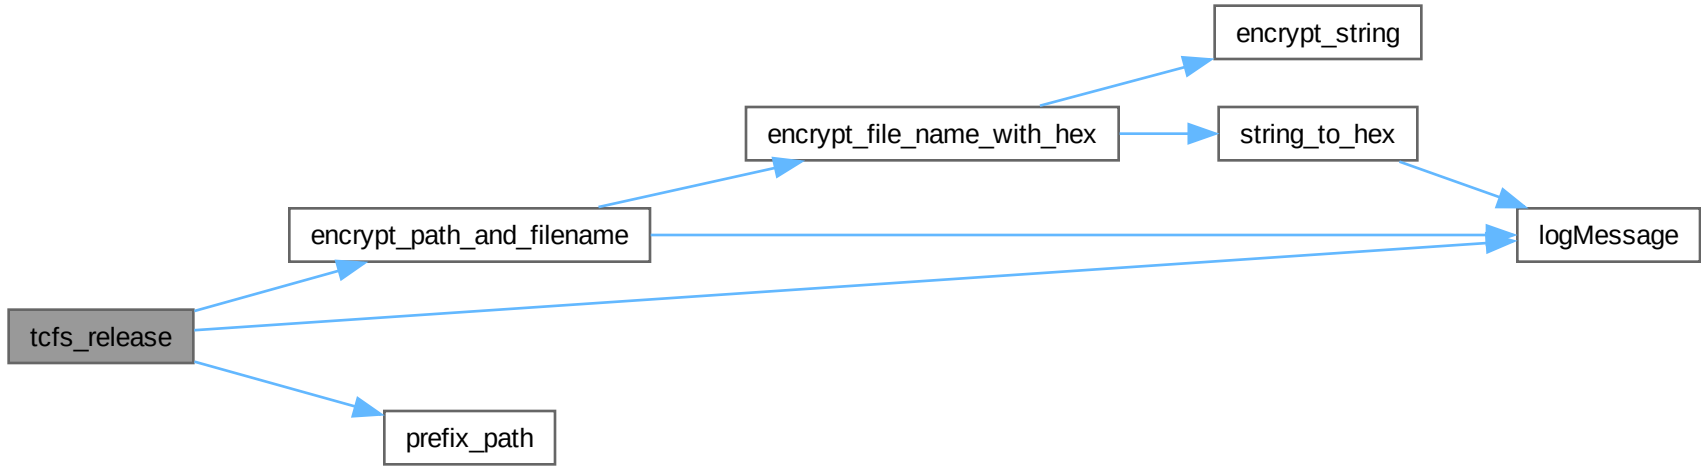 encrypt_string
encrypt_file_name_with_hex
string_to_hex
encrypt_path_and_filename
logMessage
tcfs_release
prefix_path